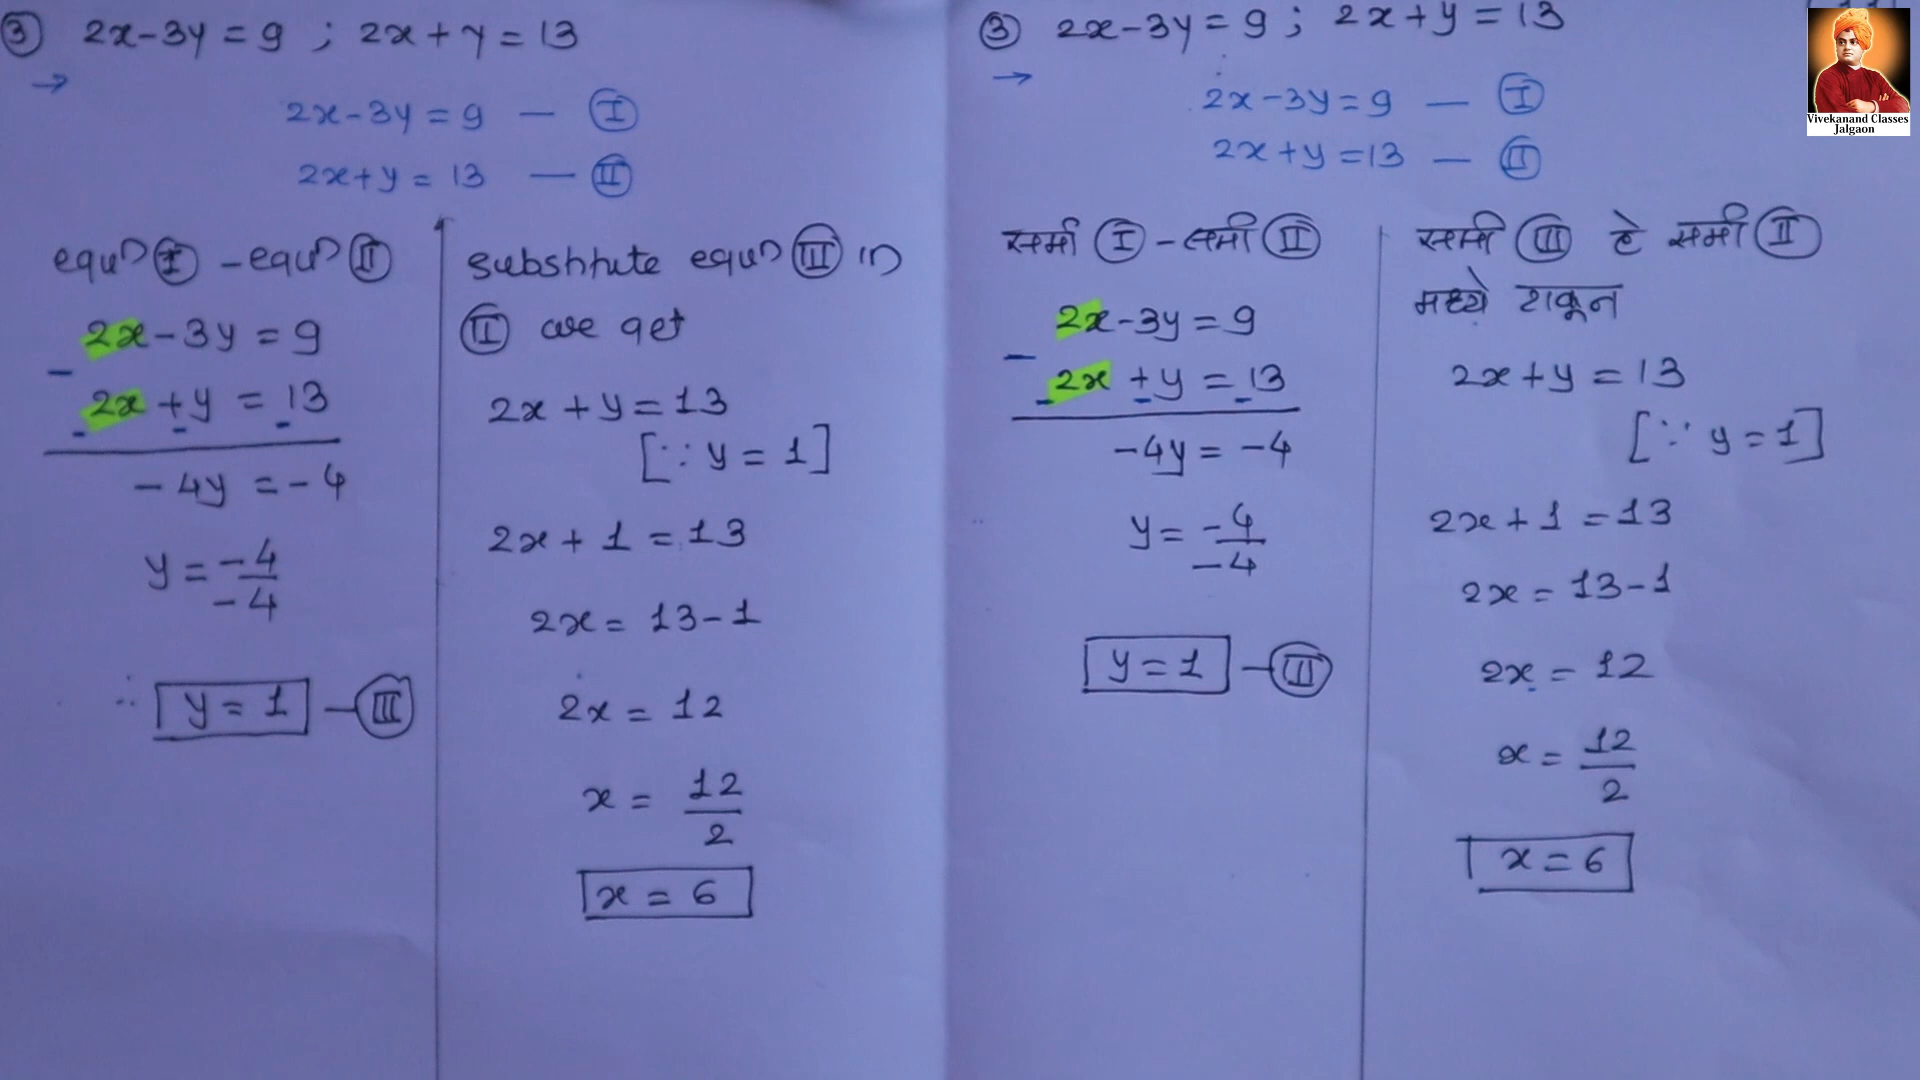 ③ 2x-3y = 9 ; 2x+y = 13
→
2x-3y = 9 — Ⓘ
2x+y = 13 — Ⅱ
equⁿ Ⓘ - equⁿ Ⅱ
2x-3y = 9
-
2x+y = 13
- - -
-4y = -4
y = -4
-4
∴ y = 1 — Ⅲ
substitute equⁿ Ⅲ in
Ⅱ we get
2x+y = 13
[∵ y = 1]
2x+1 = 13
2x = 13-1
2x = 12
x = 12
2
x = 6
③ 2x-3y = 9 ; 2x+y = 13
→
2x-3y = 9 — Ⓘ
2x+y = 13 — Ⅱ
समी Ⓘ - समी Ⅱ
2x-3y = 9
-
2x+y = 13
- - -
-4y = -4
y = -4
-4
y = 1 — Ⅲ
समी Ⅲ हे समी Ⅱ
मध्ये टाकून
2x+y = 13
[∵ y = 1]
2x+1 = 13
2x = 13-1
2x = 12
x = 12
2
x = 6
Vivekanand Classes
Jalgaon